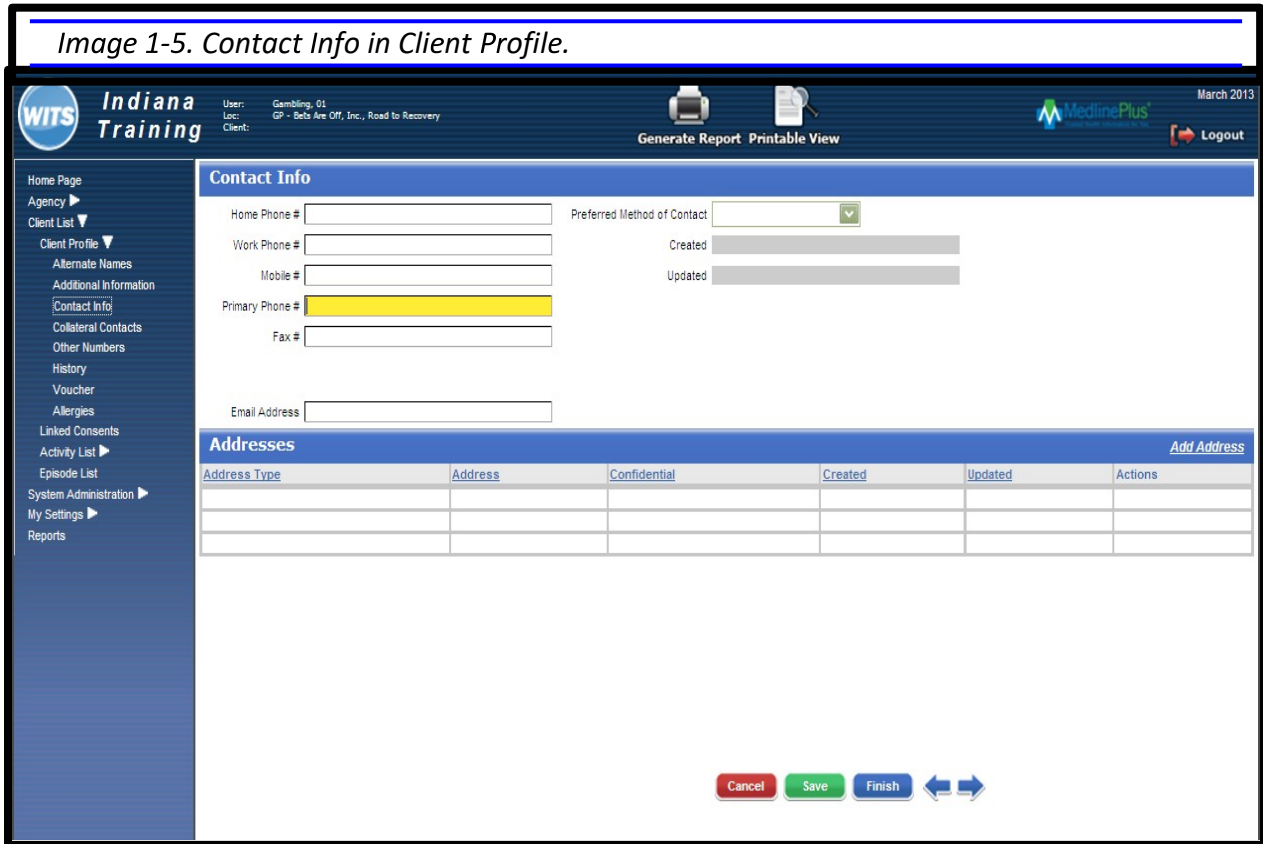 Image 1-5. Contact Info in Client Profile.
WITS
Indiana
Training
User: Gambling, 01
Loc: GP - Bets Are Off, Inc., Road to Recovery
Client:
Generate Report Printable View
MedlinePlus
March 2013
Logout
Home Page
Agency
Client List
Client Profile
Alternate Names
Additional Information
Contact Info
Collateral Contacts
Other Numbers
History
Voucher
Allergies
Linked Consents
Activity List
Episode List
System Administration
My Settings
Reports
Contact Info
Home Phone # Preferred Method of Contact
Work Phone # Created
Mobile # Updated
Primary Phone #
Fax #
Email Address
Addresses Add Address
Address Type Address Confidential Created Updated Actions
Cancel Save Finish